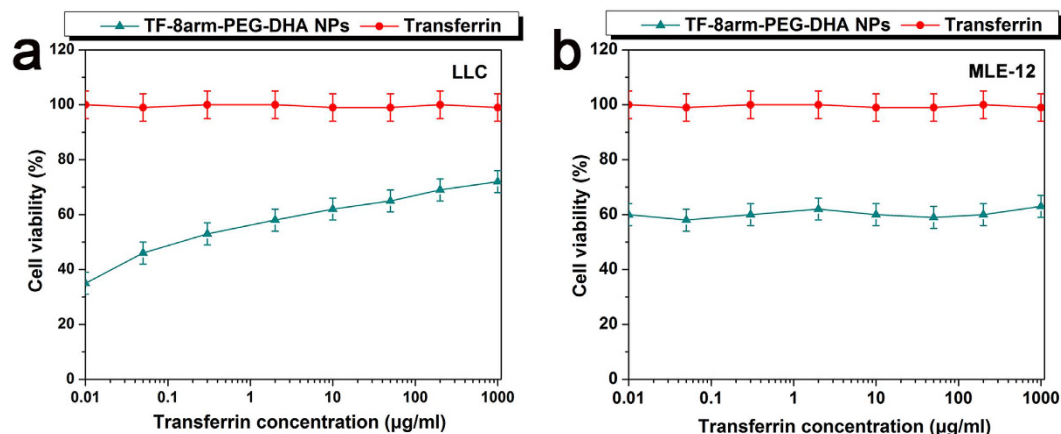 a
TF-8arm-PEG-DHA NPs Transferrin
LLC
120
100
80
60
40
20
0
Cell viability (%)
0.01 0.1 1 10 100 1000
Transferrin concentration (μg/ml)
b
TF-8arm-PEG-DHA NPs Transferrin
MLE-12
120
100
80
60
40
20
0
Cell viability (%)
0.01 0.1 1 10 100 1000
Transferrin concentration (μg/ml)